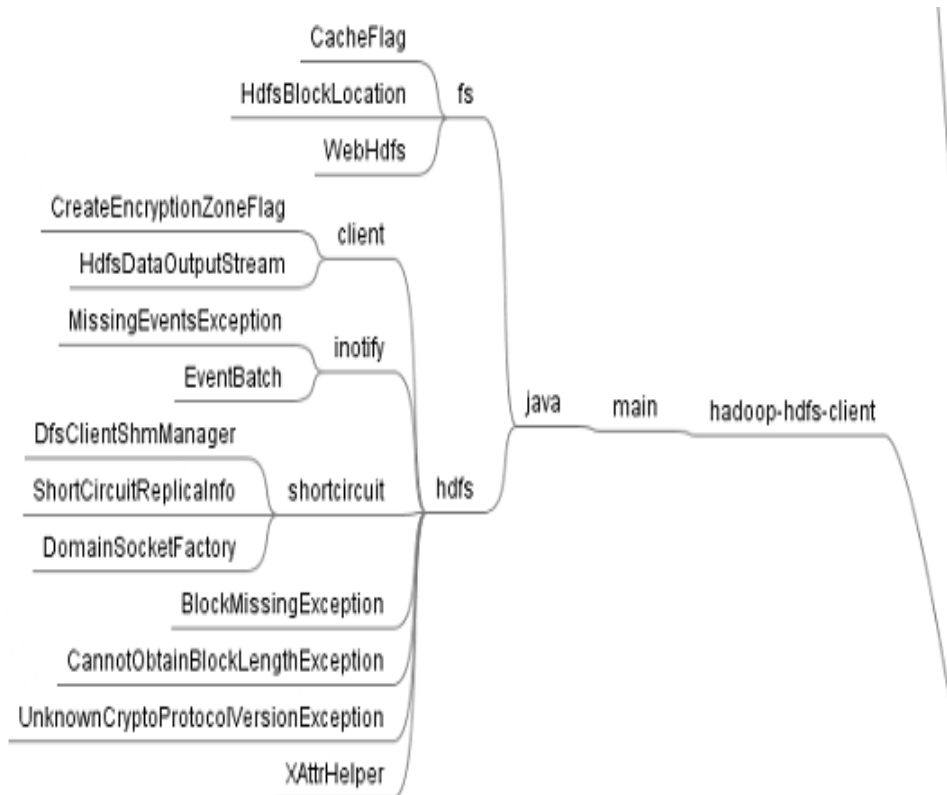 CacheFlag
HdfsBlockLocation
fs
WebHdfs
CreateEncryptionZoneFlag
client
HdfsDataOutputStream
MissingEventsException
inotify
EventBatch
java
main
hadoop-hdfs-client
DfsClientShmManager
ShortCircuitReplicaInfo
shortcircuit
hdfs
DomainSocketFactory
BlockMissingException
CannotObtainBlockLengthException
UnknownCryptoProtocolVersionException
XAttrHelper